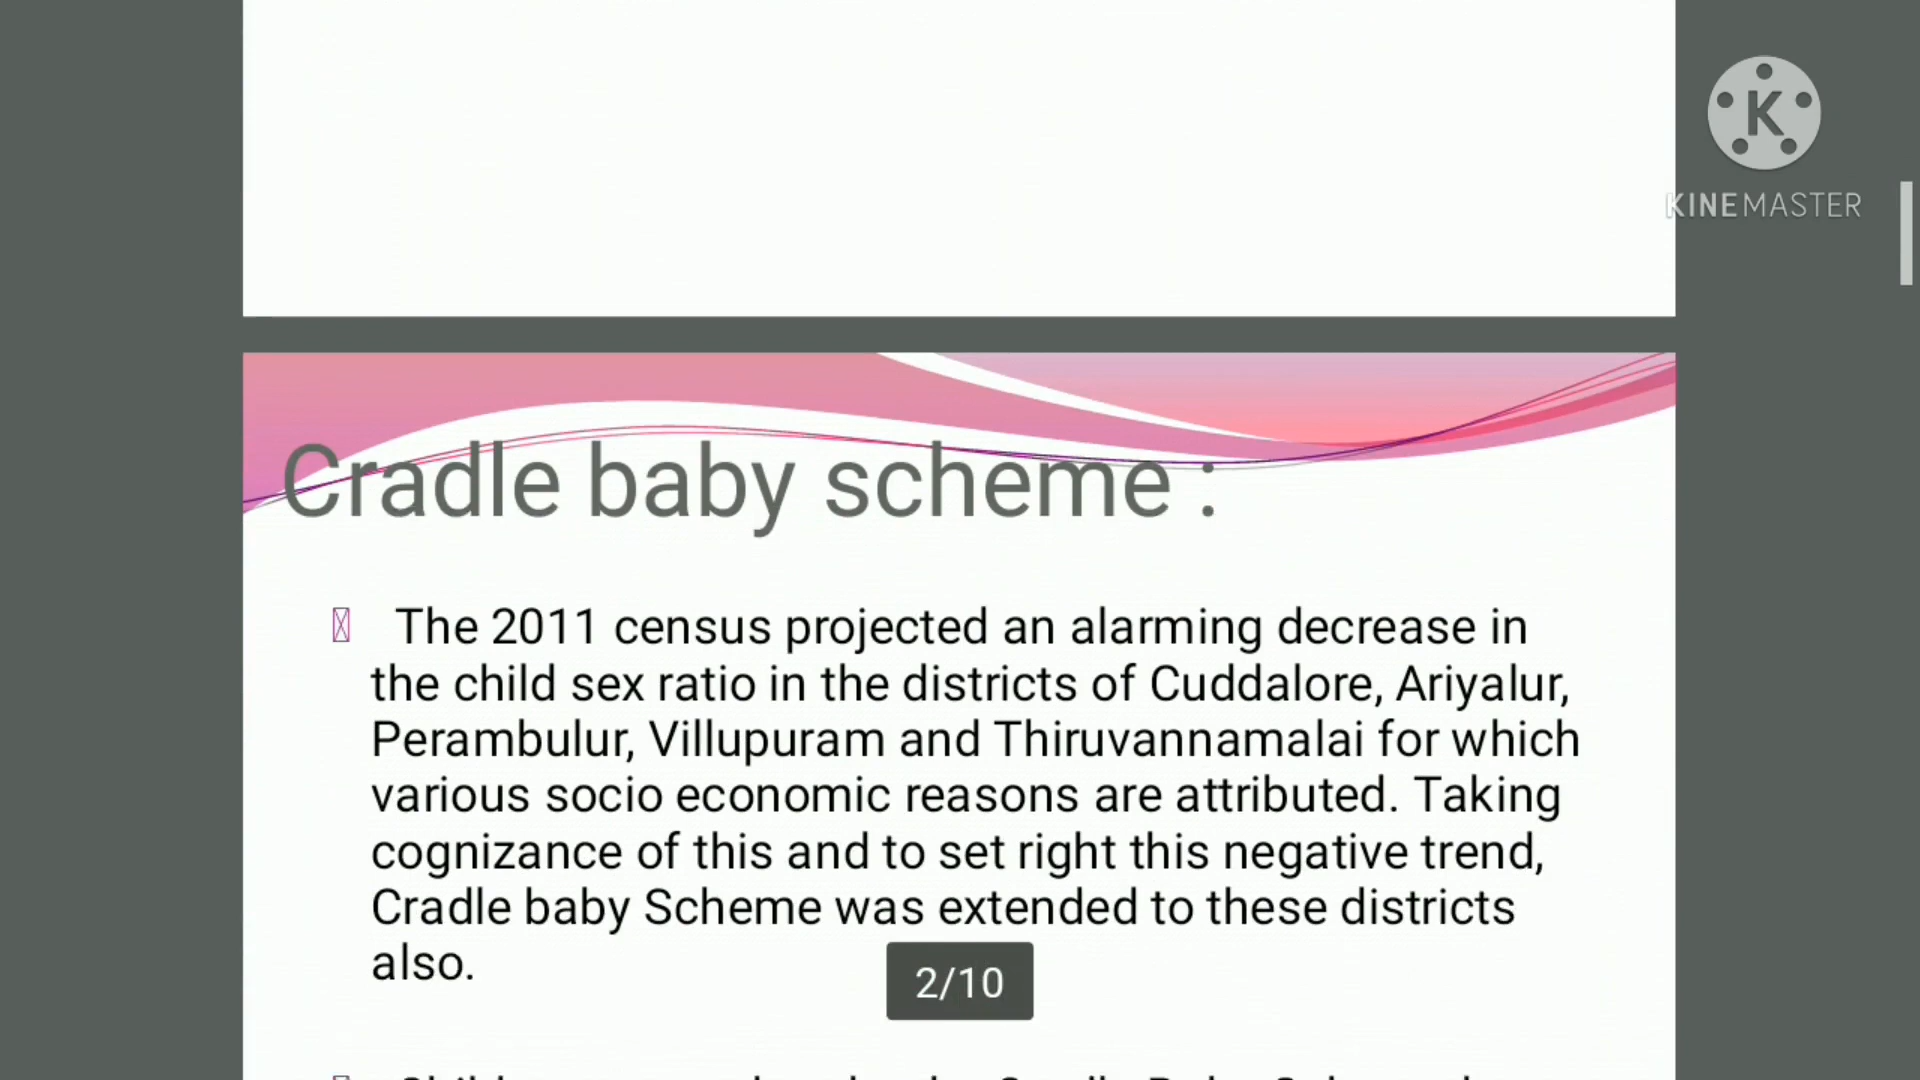 K
KINEMASTER
Cradle baby scheme :
The 2011 census projected an alarming decrease in
the child sex ratio in the districts of Cuddalore, Ariyalur,
Perambulur, Villupuram and Thiruvannamalai for which
various socio economic reasons are attributed. Taking
cognizance of this and to set right this negative trend,
Cradle baby Scheme was extended to these districts
also.
2/10